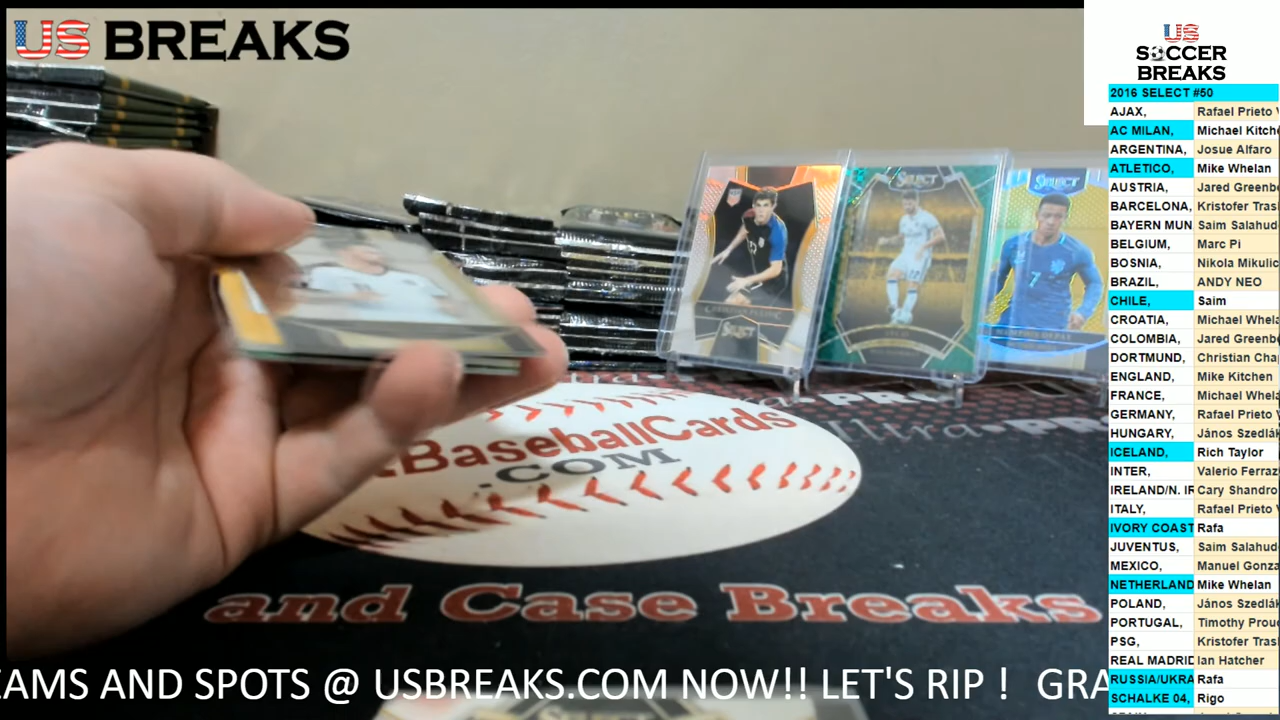 US BREAKS
US
SOCCER
BREAKS
2016 SELECT #50
AJAX, Rafael Prieto
AC MILAN, Michael Kitche
ARGENTINA, Josue Alfaro
ATLETICO, Mike Whelan
AUSTRIA, Jared Greenb
BARCELONA, Kristofer Tras
BAYERN MUN Saim Salahud
BELGIUM, Marc Pi
BOSNIA, Nikola Mikulic
BRAZIL, ANDY NEO
CHILE, Saim
CROATIA, Michael Whela
COLOMBIA, Jared Greenb
DORTMUND, Christian Cha
ENGLAND, Mike Kitchen
FRANCE, Michael Whela
GERMANY, Rafael Prieto
HUNGARY, János Szedlák
ICELAND, Rich Taylor
INTER, Valerio Ferraz
IRELAND/N. IR Cary Shandro
ITALY, Rafael Prieto
IVORY COAST Rafa
JUVENTUS, Saim Salahud
MEXICO, Manuel Gonza
NETHERLAND Mike Whelan
POLAND, János Szedlák
PORTUGAL, Timothy Prou
PSG, Kristofer Tras
REAL MADRID Ian Hatcher
RUSSIA/UKRA Rafa
SCHALKE 04, Rigo
SELECT
SELECT
SELECT
BaseballCards
.COM
and Case Breaks
EAMS AND SPOTS @ USBREAKS.COM NOW!! LET'S RIP ! GRA